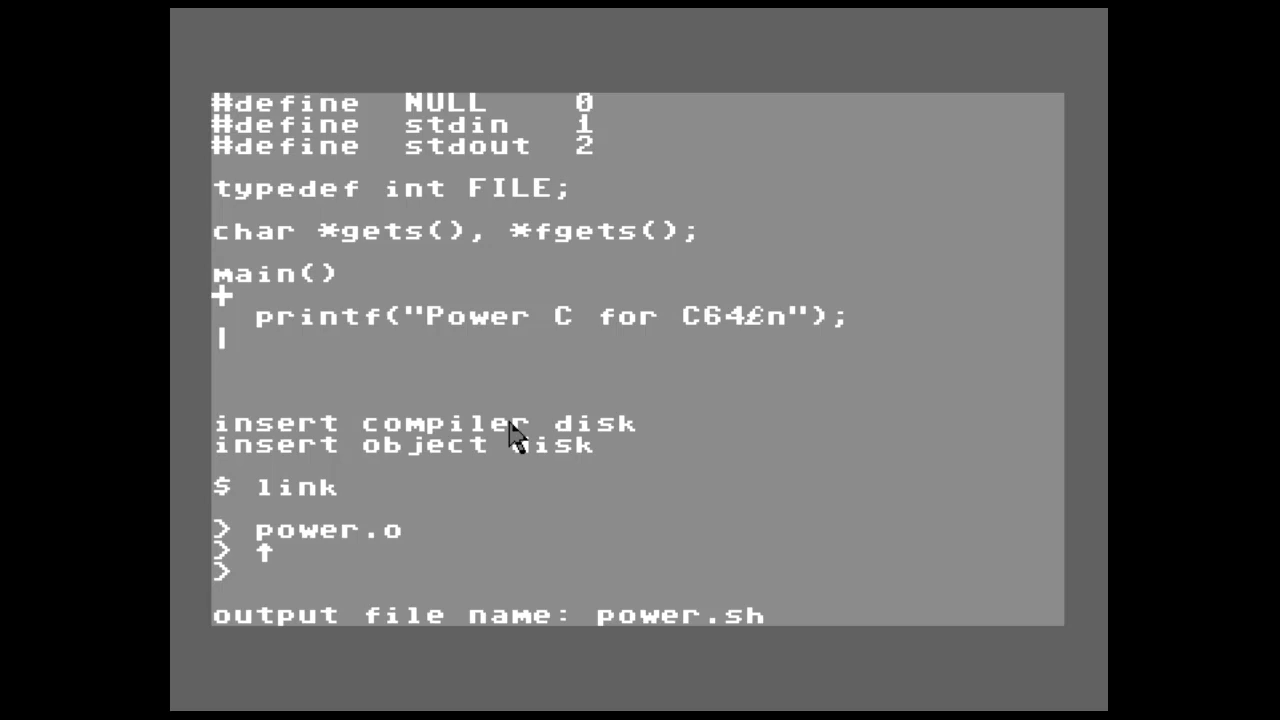 #define  NULL    0
#define  stdin   1
#define  stdout  2
typedef int FILE;
char *gets(), *fgets();
main()
+
  printf("Power C for C64£n");
|
insert compiler disk
insert object disk
$ link
> power.o
> ↑
>
output file name: power.sh